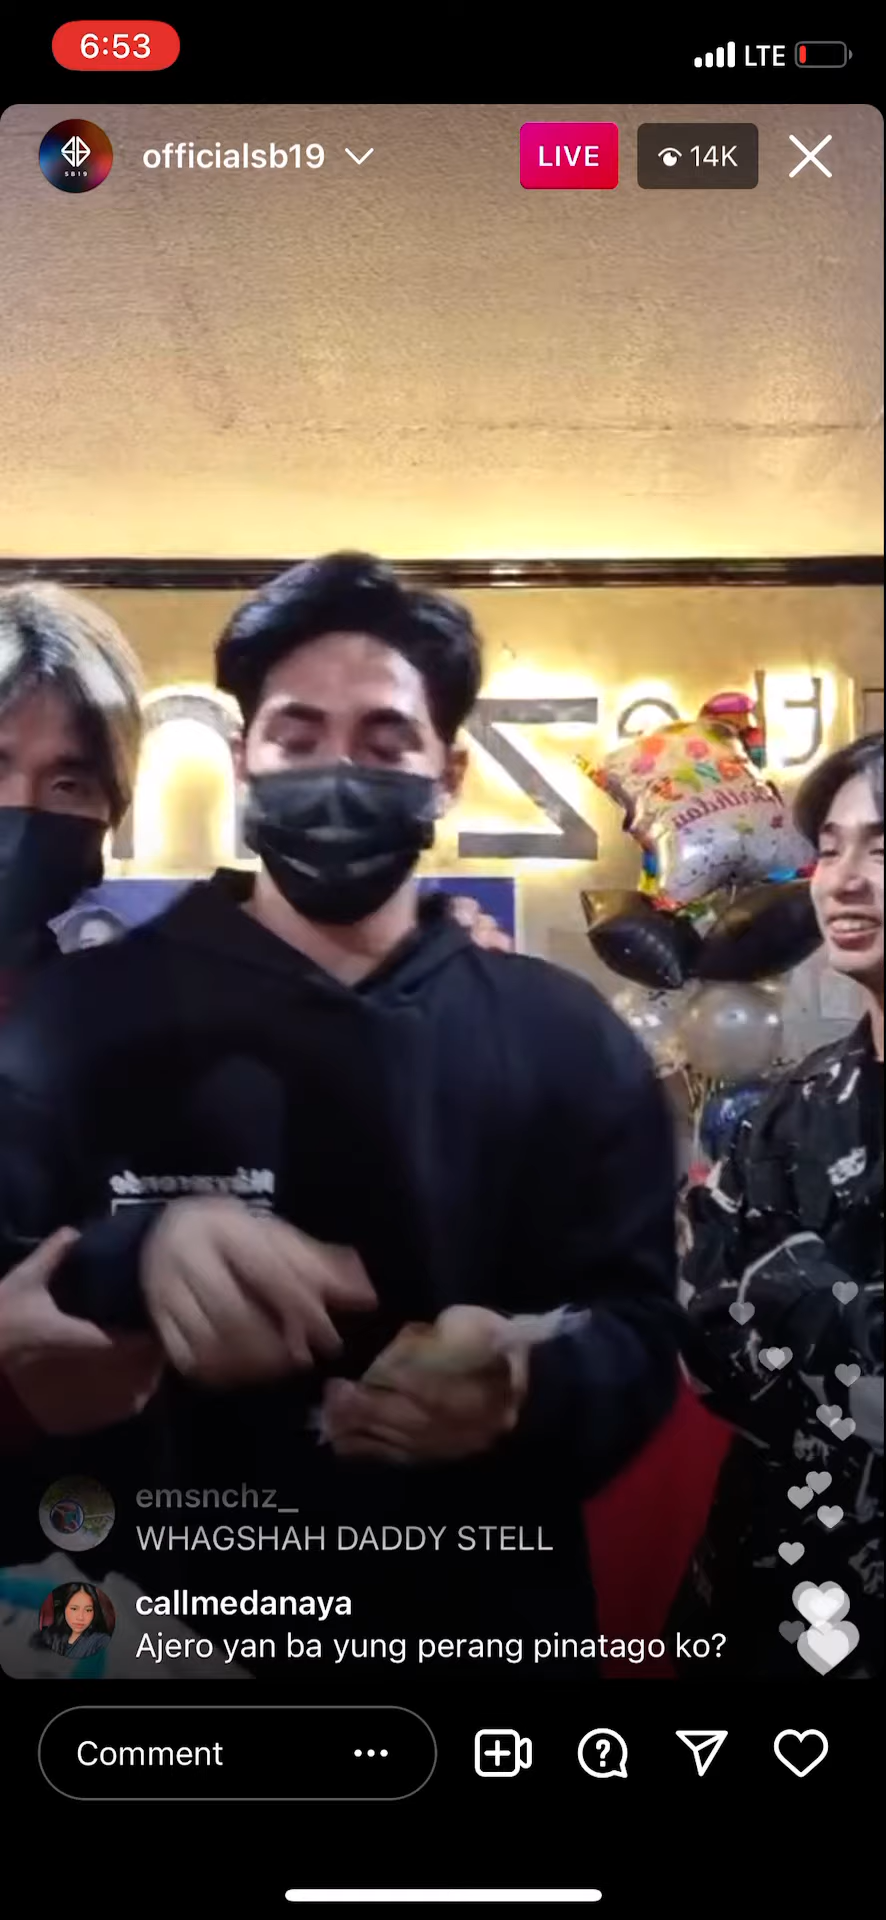 6:53
LTE
SB19
officialsb19
LIVE
14K
emsnchz_
WHAGSHAH DADDY STELL
callmedanaya
Ajero yan ba yung perang pinatago ko?
Comment